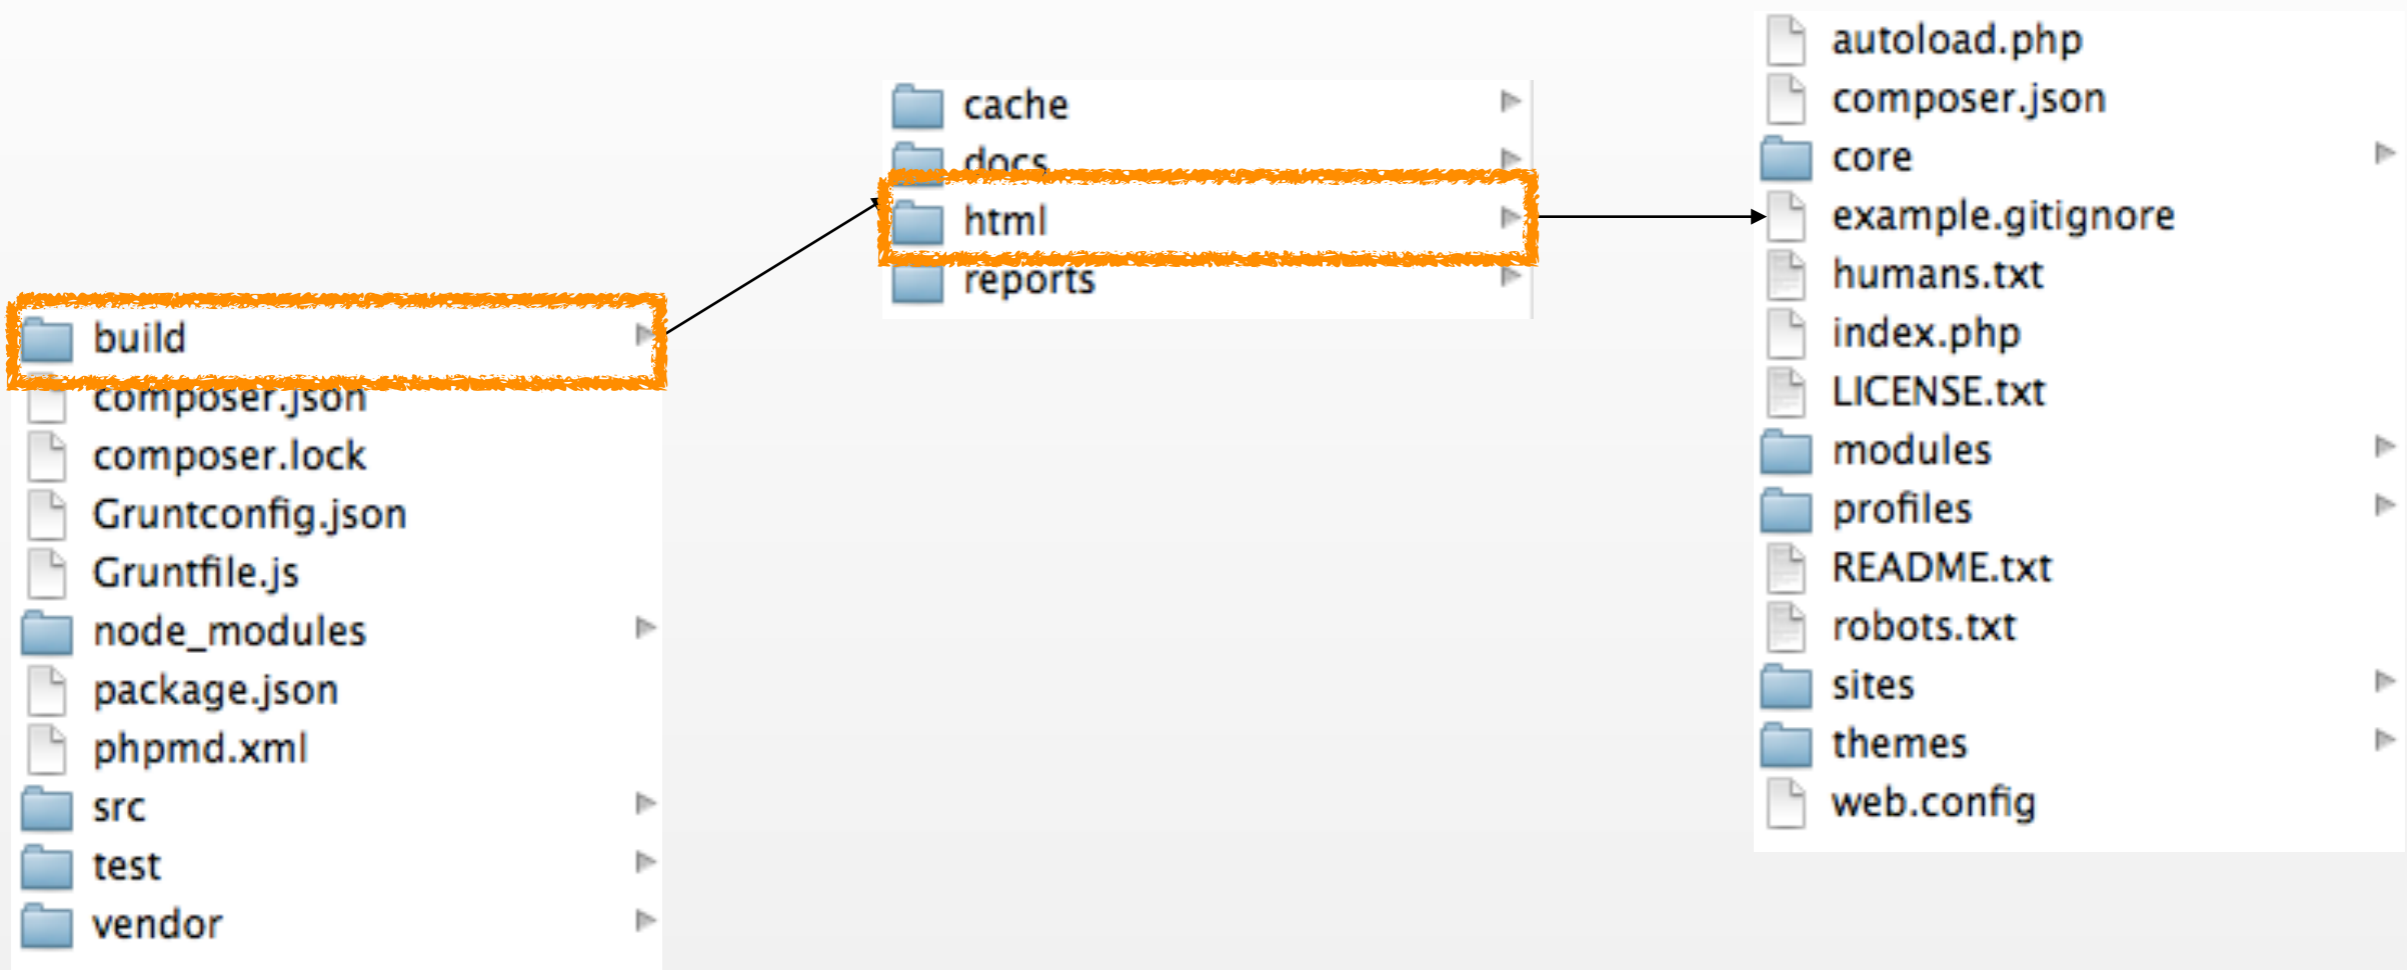 build
composer.json
composer.lock
Gruntconfig.json
Gruntfile.js
node_modules
package.json
phpmd.xml
src
test
vendor
cache
docs
html
reports
autoload.php
composer.json
core
example.gitignore
humans.txt
index.php
LICENSE.txt
modules
profiles
README.txt
robots.txt
sites
themes
web.config